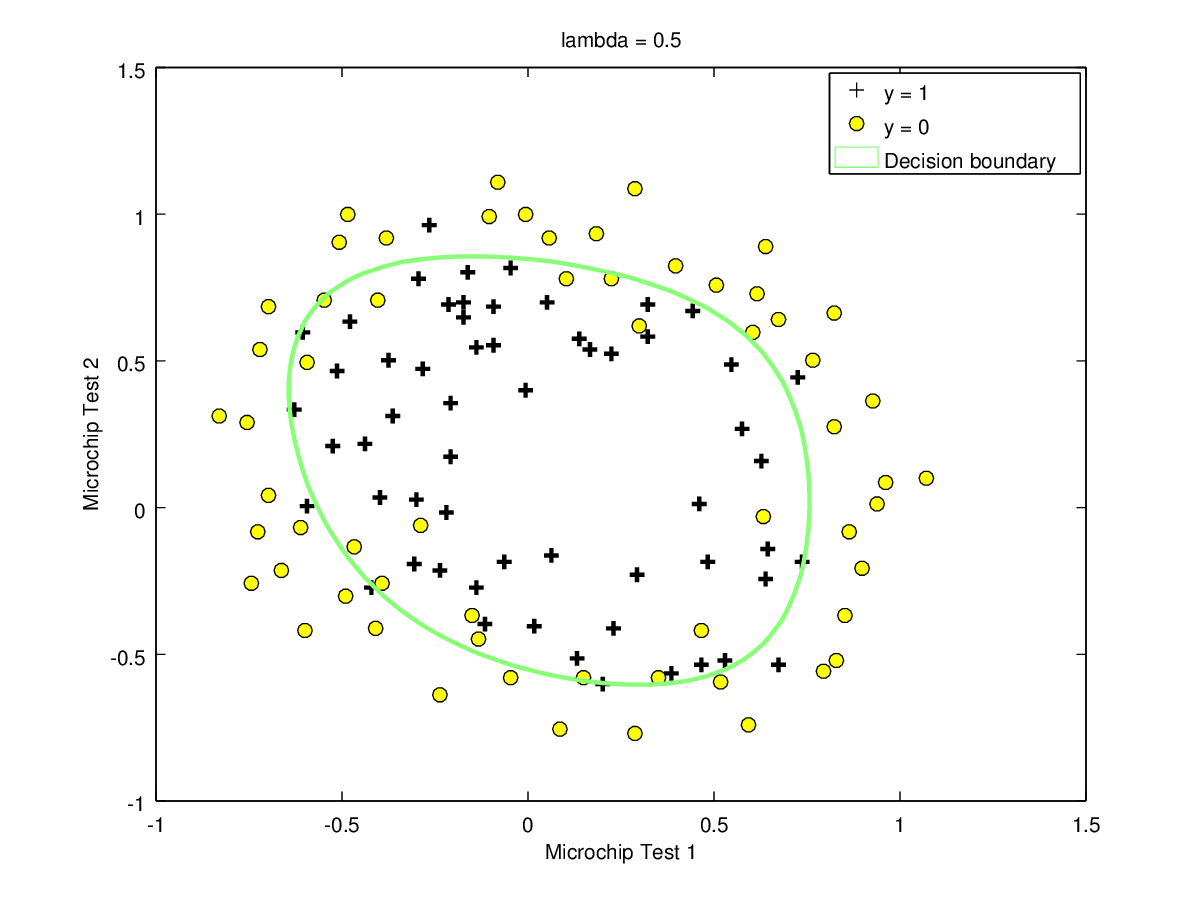 lambda = 0.5
1.5
y = 1
y = 0
Decision boundary
1
0.5
Microchip Test 2
0
-0.5
-1
-1
-0.5
0
0.5
1
1.5
Microchip Test 1